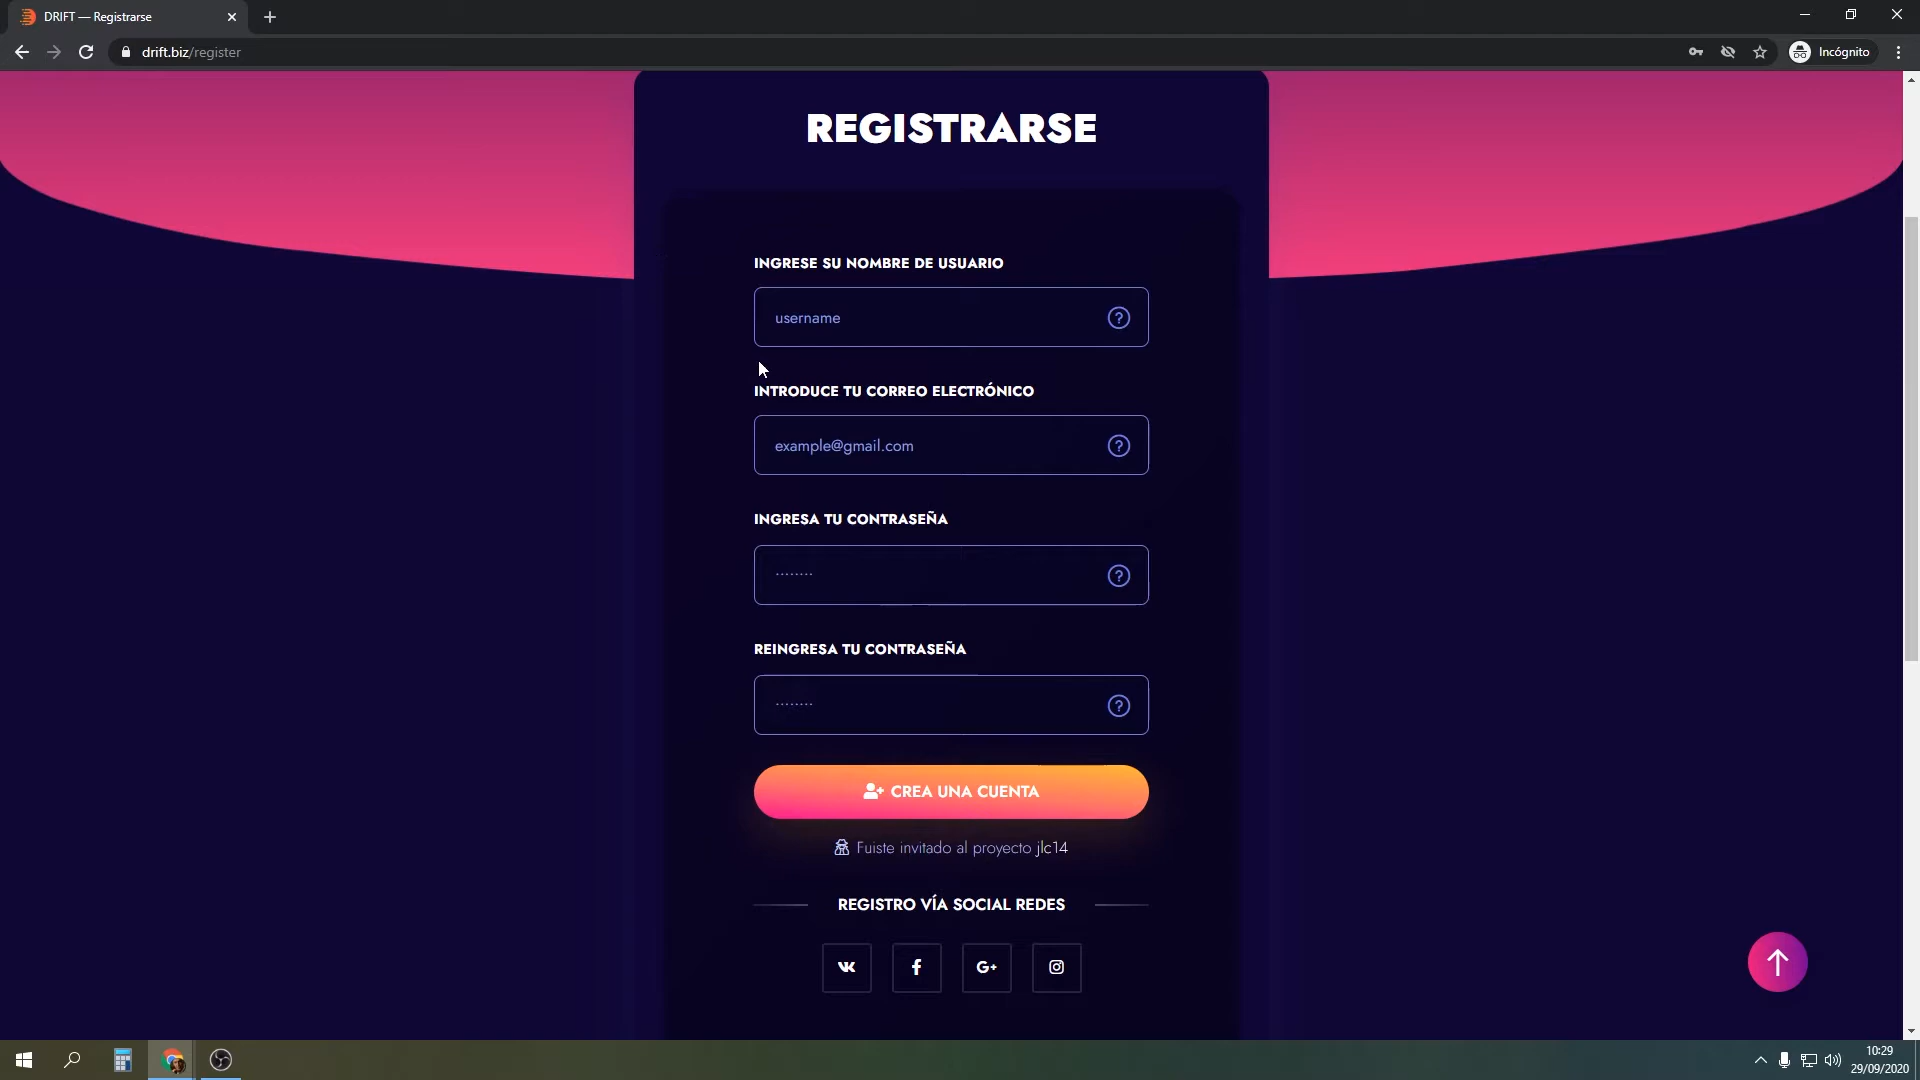 DRIFT — Registrarse
drift.biz/register
Incógnito
REGISTRARSE
INGRESE SU NOMBRE DE USUARIO
username
INTRODUCE TU CORREO ELECTRÓNICO
example@gmail.com
INGRESA TU CONTRASEÑA
REINGRESA TU CONTRASEÑA
CREA UNA CUENTA
Fuiste invitado al proyecto jlc14
REGISTRO VÍA SOCIAL REDES
G+
10:29
29/09/2020